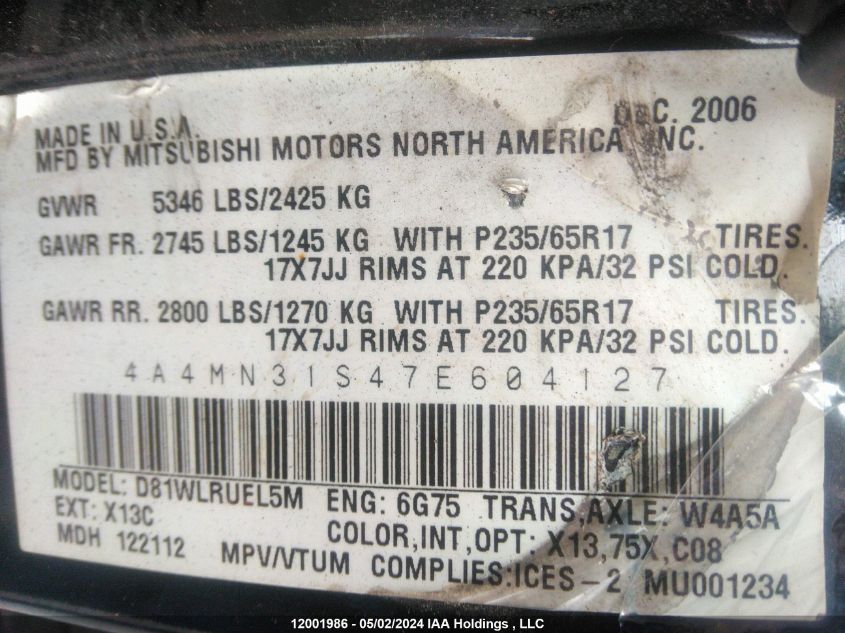 DEC. 2006
MADE IN U.S.A.
MFD BY MITSUBISHI MOTORS NORTH AMERICA, INC.
GVWR 5346 LBS/2425 KG
GAWR FR. 2745 LBS/1245 KG WITH P235/65R17 TIRES.
17X7JJ RIMS AT 220 KPA/32 PSI COLD.
GAWR RR. 2800 LBS/1270 KG WITH P235/65R17 TIRES.
17X7JJ RIMS AT 220 KPA/32 PSI COLD.
4A4MN31S47E604127
MODEL: D81WLRUEL5M ENG: 6G75 TRANS,AXLE: W4A5A
EXT: X13C COLOR,INT,OPT: X13,75X,C08
MDH 122112 MPV/VTUM COMPLIES:ICES-2 MU001234
12001986 - 05/02/2024 IAA Holdings , LLC